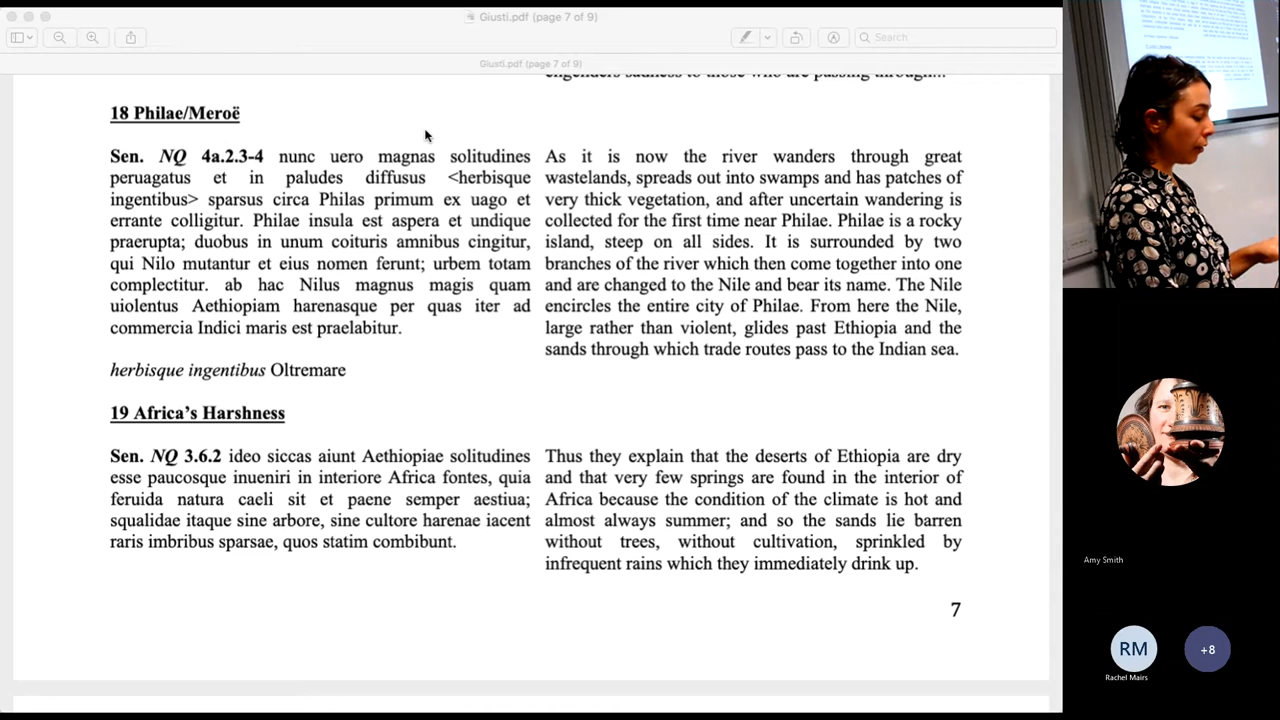 Giusti.pdf (page 7 of 9)
Search
Giusti.pdf (page 7 of 9)
engenders sadness to those who are passing through...
18 Philae/Meroë
Sen. NQ 4a.2.3-4 nunc uero magnas solitudines
peruagatus et in paludes diffusus <herbisque
ingentibus> sparsus circa Philas primum ex uago et
errante colligitur. Philae insula est aspera et undique
praerupta; duobus in unum coituris amnibus cingitur,
qui Nilo mutantur et eius nomen ferunt; urbem totam
complectitur. ab hac Nilus magnus magis quam
uiolentus Aethiopiam harenasque per quas iter ad
commercia Indici maris est praelabitur.
herbisque ingentibus Oltremare
As it is now the river wanders through great
wastelands, spreads out into swamps and has patches of
very thick vegetation, and after uncertain wandering is
collected for the first time near Philae. Philae is a rocky
island, steep on all sides. It is surrounded by two
branches of the river which then come together into one
and are changed to the Nile and bear its name. The Nile
encircles the entire city of Philae. From here the Nile,
large rather than violent, glides past Ethiopia and the
sands through which trade routes pass to the Indian sea.
19 Africa's Harshness
Sen. NQ 3.6.2 ideo siccas aiunt Aethiopiae solitudines
esse paucosque inueniri in interiore Africa fontes, quia
feruida natura caeli sit et paene semper aestiua;
squalidae itaque sine arbore, sine cultore harenae iacent
raris imbribus sparsae, quos statim combibunt.
Thus they explain that the deserts of Ethiopia are dry
and that very few springs are found in the interior of
Africa because the condition of the climate is hot and
almost always summer; and so the sands lie barren
without trees, without cultivation, sprinkled by
infrequent rains which they immediately drink up.
7
Amy Smith
RM
+8
Rachel Mairs